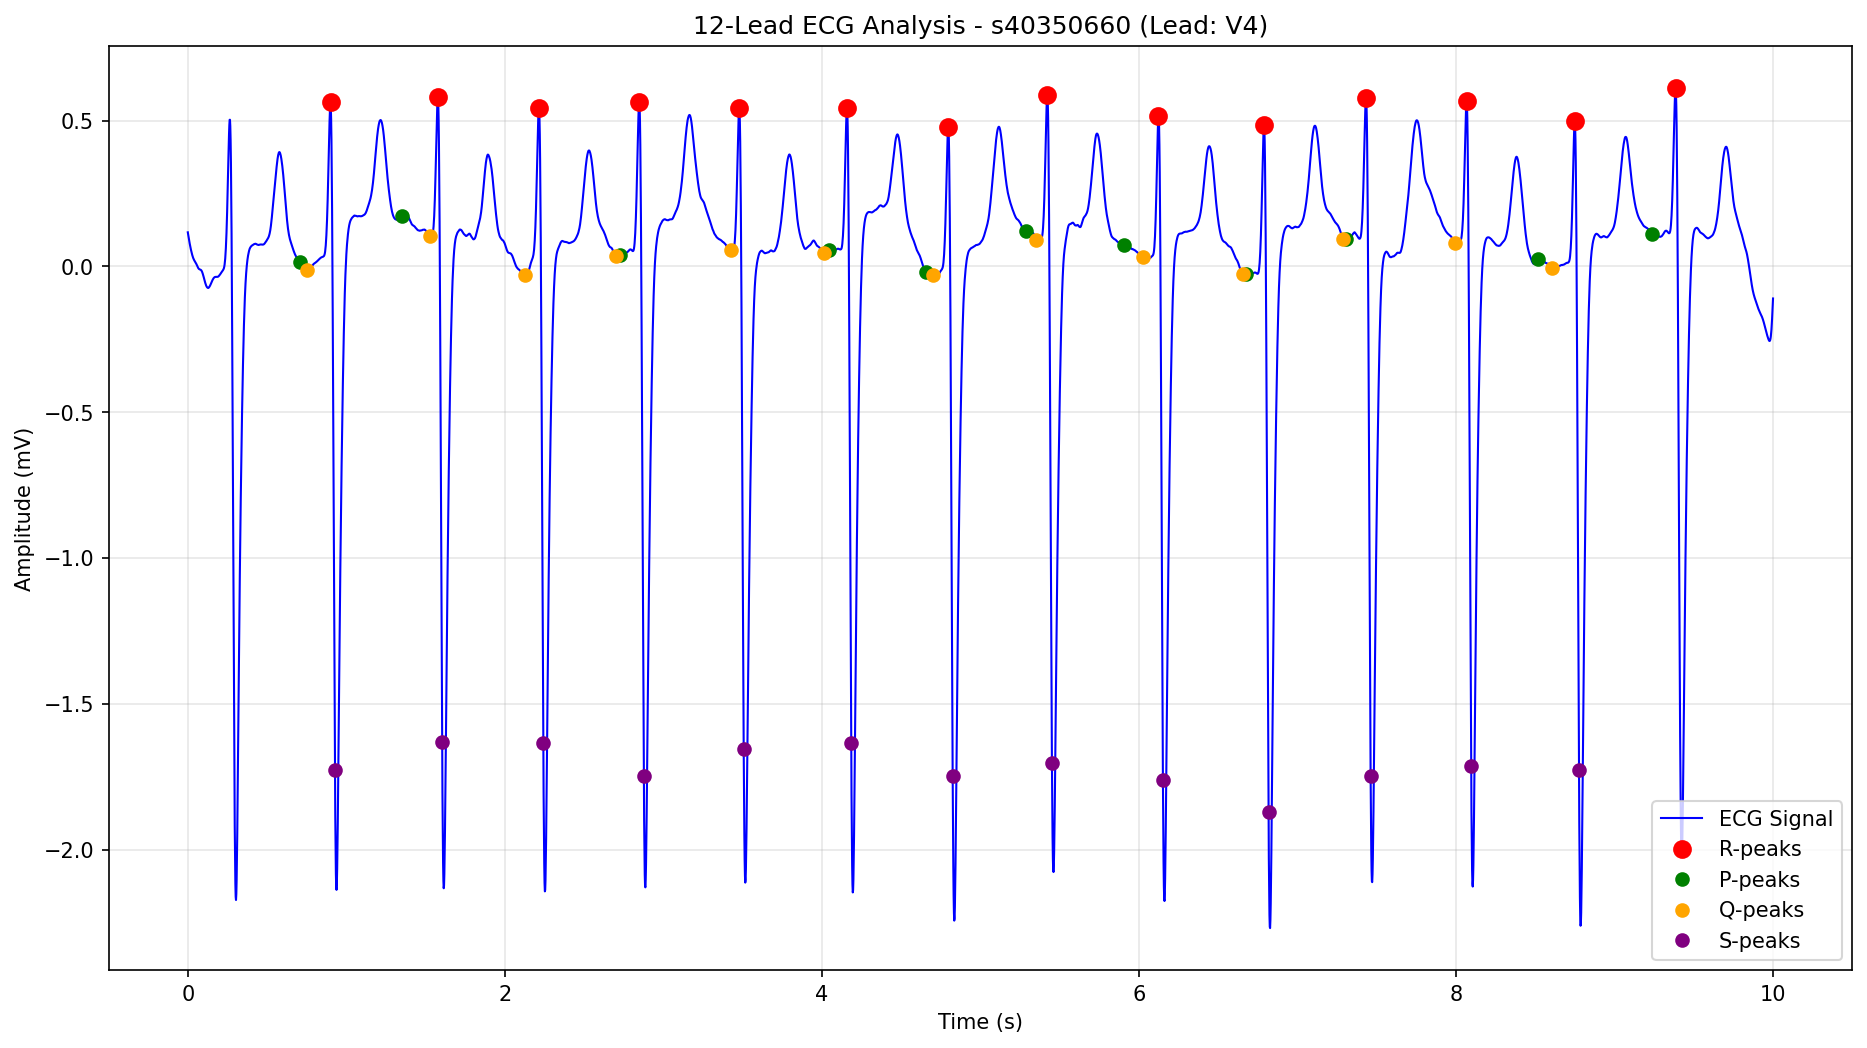 12-Lead ECG Analysis - s40350660 (Lead: V4)
Amplitude (mV)
0.5
0.0
−0.5
−1.0
−1.5
−2.0
0 2 4 6 8 10
Time (s)
ECG Signal
R-peaks
P-peaks
Q-peaks
S-peaks